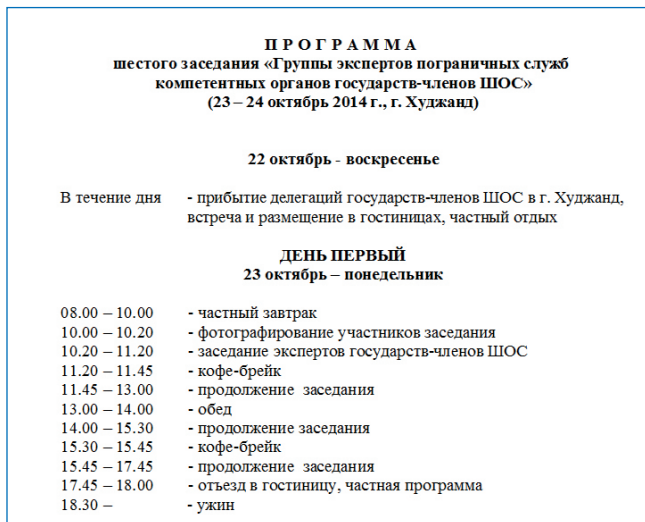 П Р О Г Р А М М А
шестого заседания «Группы экспертов пограничных служб
компетентных органов государств-членов ШОС»
(23 – 24 октябрь 2014 г., г. Худжанд)
22 октябрь - воскресенье
В течение дня - прибытие делегаций государств-членов ШОС в г. Худжанд,
встреча и размещение в гостиницах, частный отдых
ДЕНЬ ПЕРВЫЙ
23 октябрь – понедельник
08.00 – 10.00 - частный завтрак
10.00 – 10.20 - фотографирование участников заседания
10.20 – 11.20 - заседание экспертов государств-членов ШОС
11.20 – 11.45 - кофе-брейк
11.45 – 13.00 - продолжение заседания
13.00 – 14.00 - обед
14.00 – 15.30 - продолжение заседания
15.30 – 15.45 - кофе-брейк
15.45 – 17.45 - продолжение заседания
17.45 – 18.00 - отъезд в гостиницу, частная программа
18.30 – - ужин